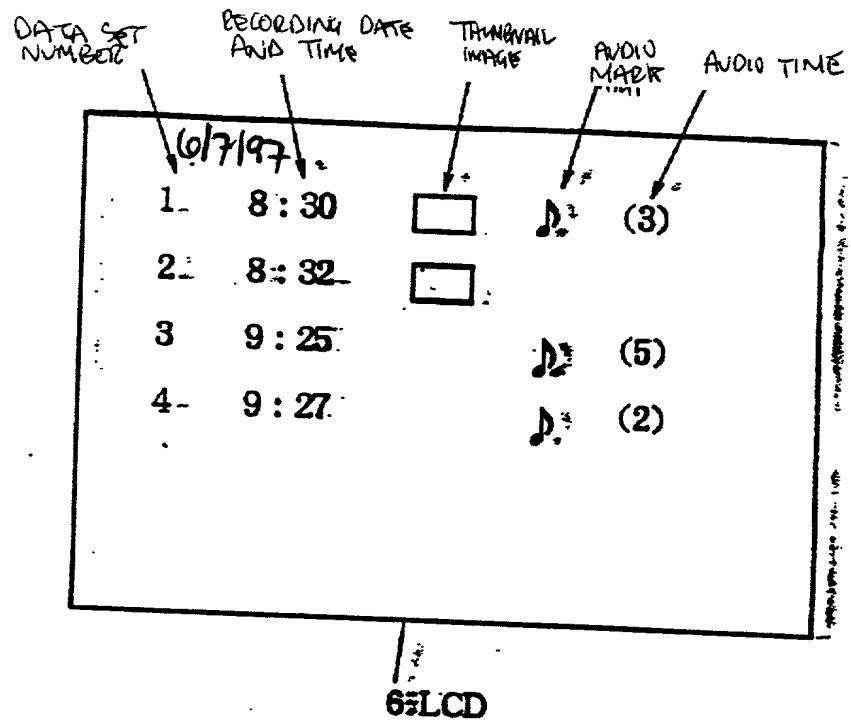 DATA SET NUMBER
RECORDING DATE AND TIME
THUMBNAIL IMAGE
AUDIO MARK
AUDIO TIME
6/7/97
1 8:30 (3)
2 8:32
3 9:25 (5)
4 9:27 (2)
6:LCD